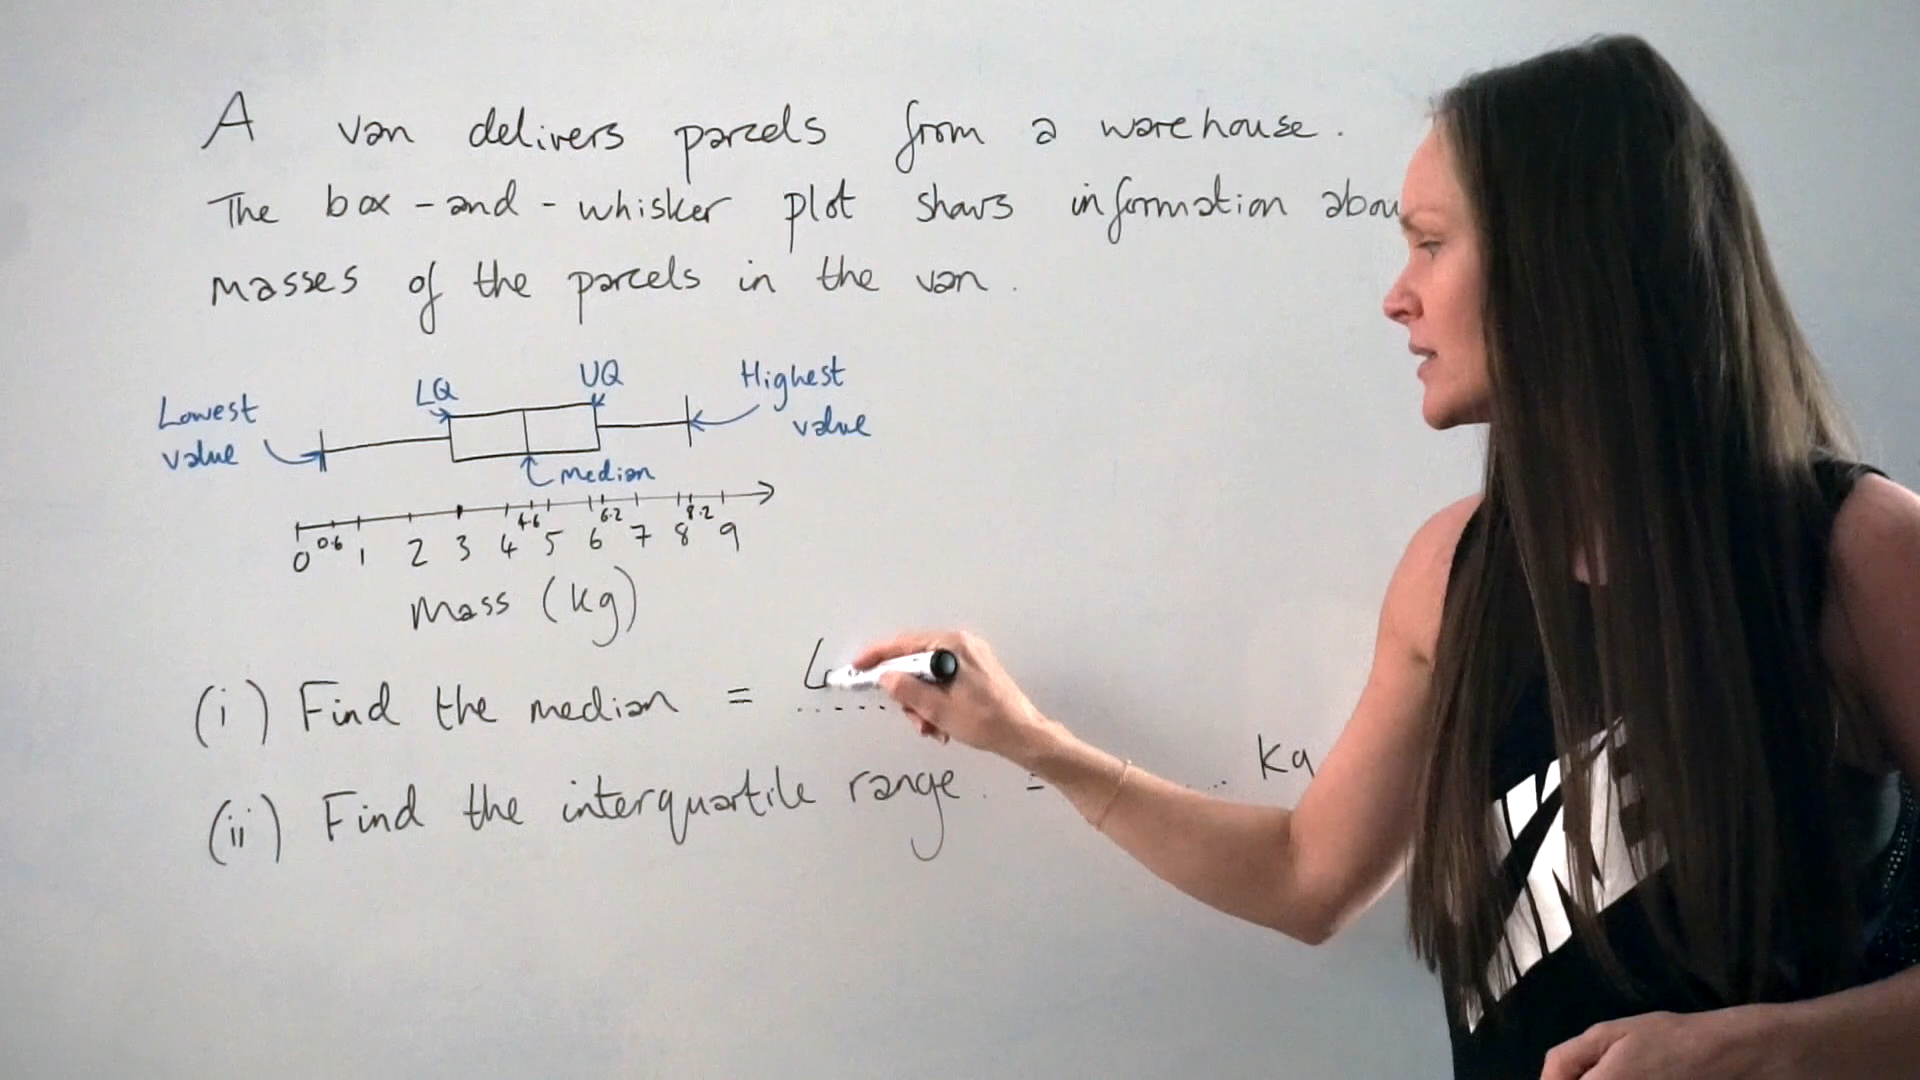 A van delivers parcels from a warehouse.
The box-and-whisker plot shows information abou
masses of the parcels in the van.
LQ UQ Highest
value
Lowest
value
median
0 0.6 1 2 3 4 4.6 5 6 6.2 7 8 8.2 9
Mass (kg)
(i) Find the median = ....
(ii) Find the interquartile range. = .. kg